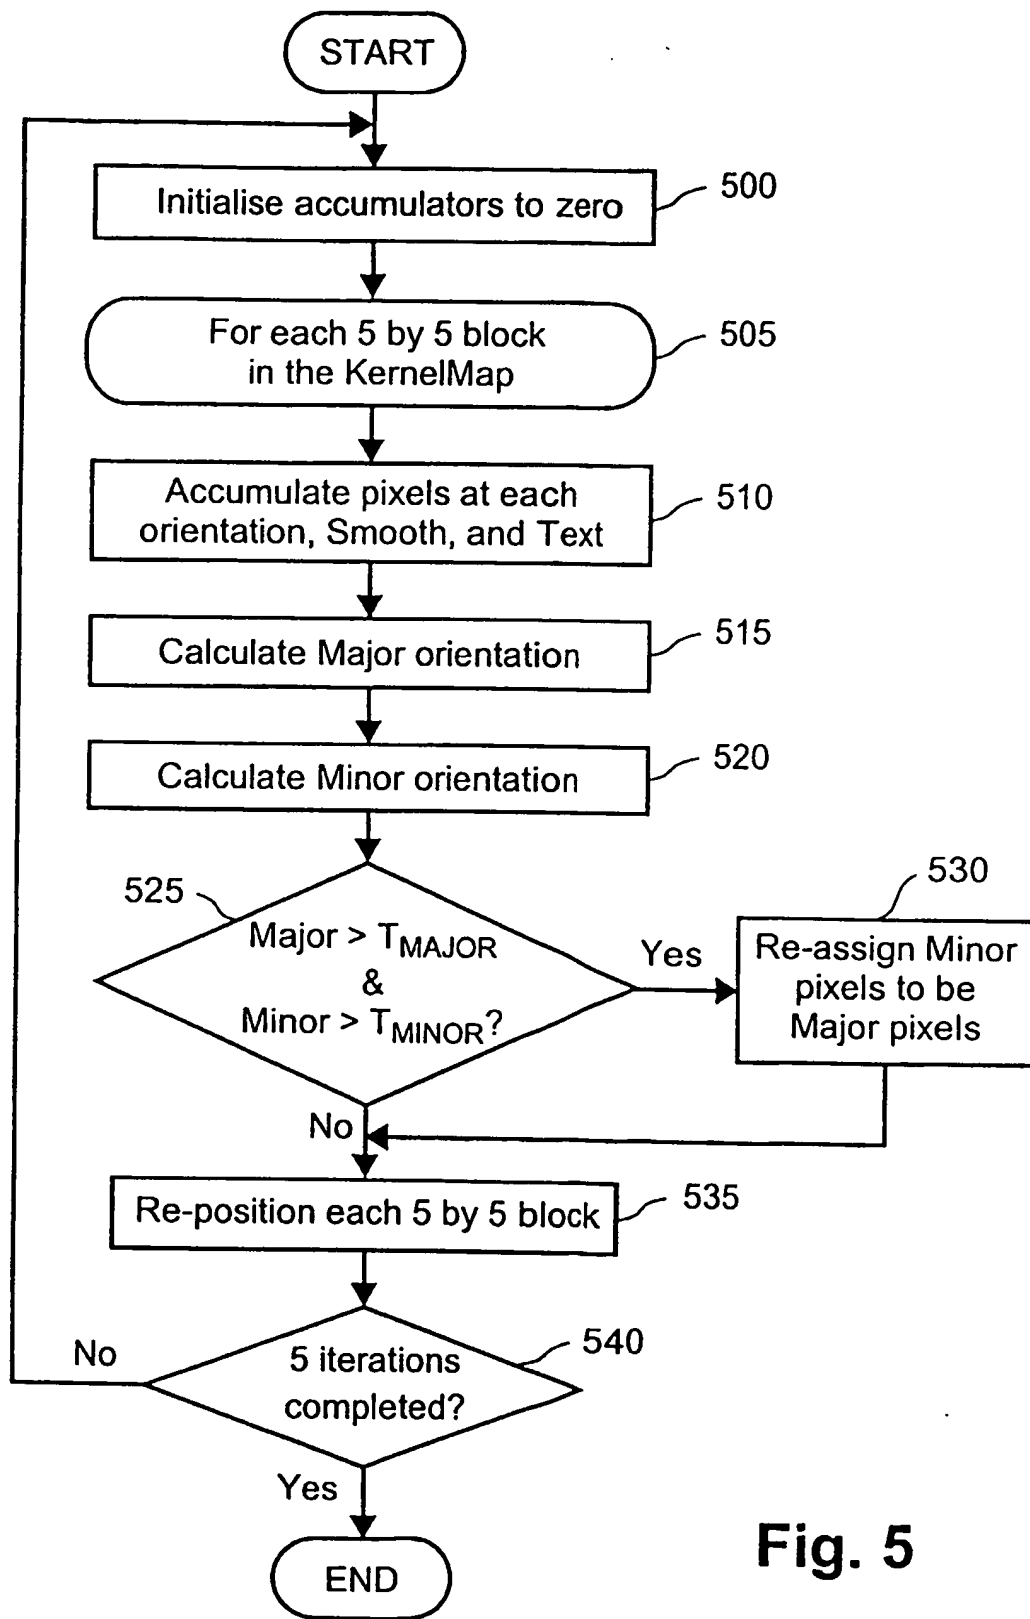 START
Initialise accumulators to zero
500
For each 5 by 5 block
in the KernelMap
505
Accumulate pixels at each
orientation, Smooth, and Text
510
Calculate Major orientation
515
Calculate Minor orientation
520
525
Major > TMAJOR
&
Minor > TMINOR?
Yes
530
Re-assign Minor
pixels to be
Major pixels
No
Re-position each 5 by 5 block
535
5 iterations
completed?
540
No
Yes
END
Fig. 5